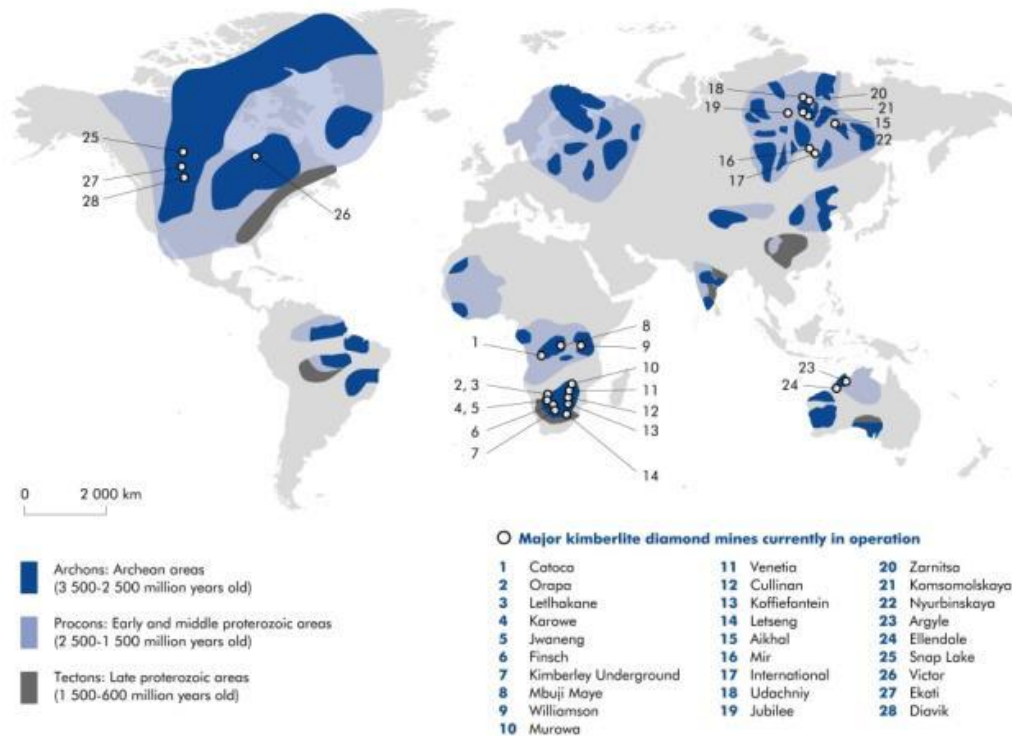 18
20
19
21
15
22
16
17
25
27
28
26
1
8
9
10
2, 3
11
4, 5
12
6
13
7
14
23
24
0 2 000 km
Archons: Archean areas
(3 500-2 500 million years old)
Procons: Early and middle proterozoic areas
(2 500-1 500 million years old)
Tectons: Late proterozoic areas
(1 500-600 million years old)
Major kimberlite diamond mines currently in operation
1 Catoca
2 Orapa
3 Letlhakane
4 Karowe
5 Jwaneng
6 Finsch
7 Kimberley Underground
8 Mbuji Maye
9 Williamson
10 Murowa
11 Venetia
12 Cullinan
13 Koffiefontein
14 Letseng
15 Aikhal
16 Mir
17 International
18 Udachniy
19 Jubilee
20 Zarnitsa
21 Komsomolskaya
22 Nyurbinskaya
23 Argyle
24 Ellendale
25 Snap Lake
26 Victor
27 Ekati
28 Diavik